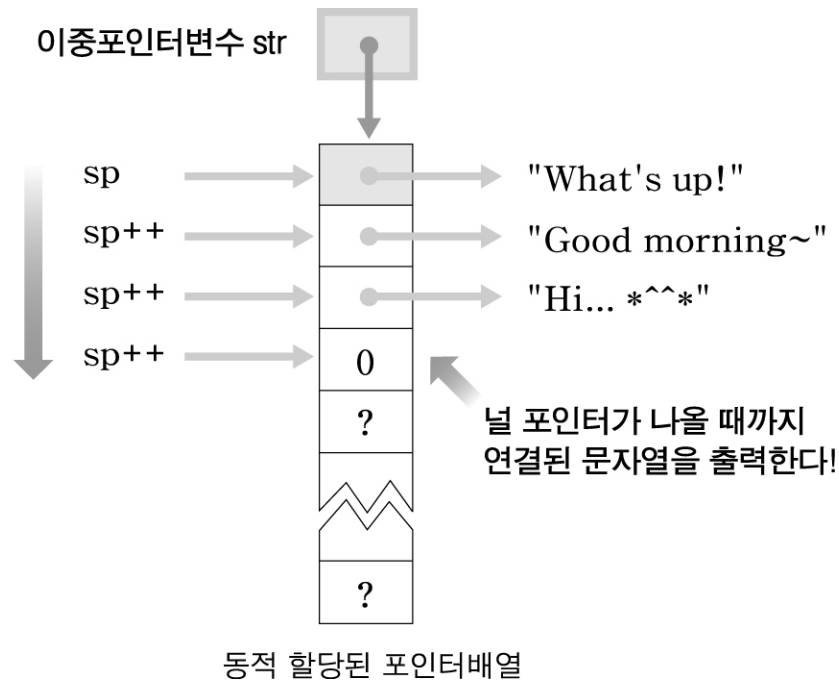 이중포인터변수 str
sp
"What's up!"
sp++
"Good morning~"
sp++
"Hi... *^^*"
sp++
0
?
널 포인터가 나올 때까지
연결된 문자열을 출력한다!
?
동적 할당된 포인터배열